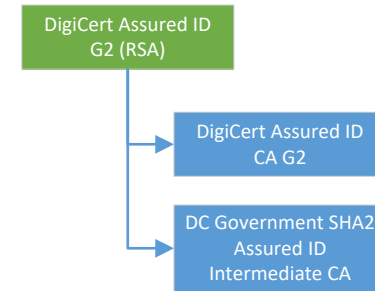 DigiCert Assured ID
G2 (RSA)
DigiCert Assured ID
CA G2
DC Government SHA2
Assured ID
Intermediate CA